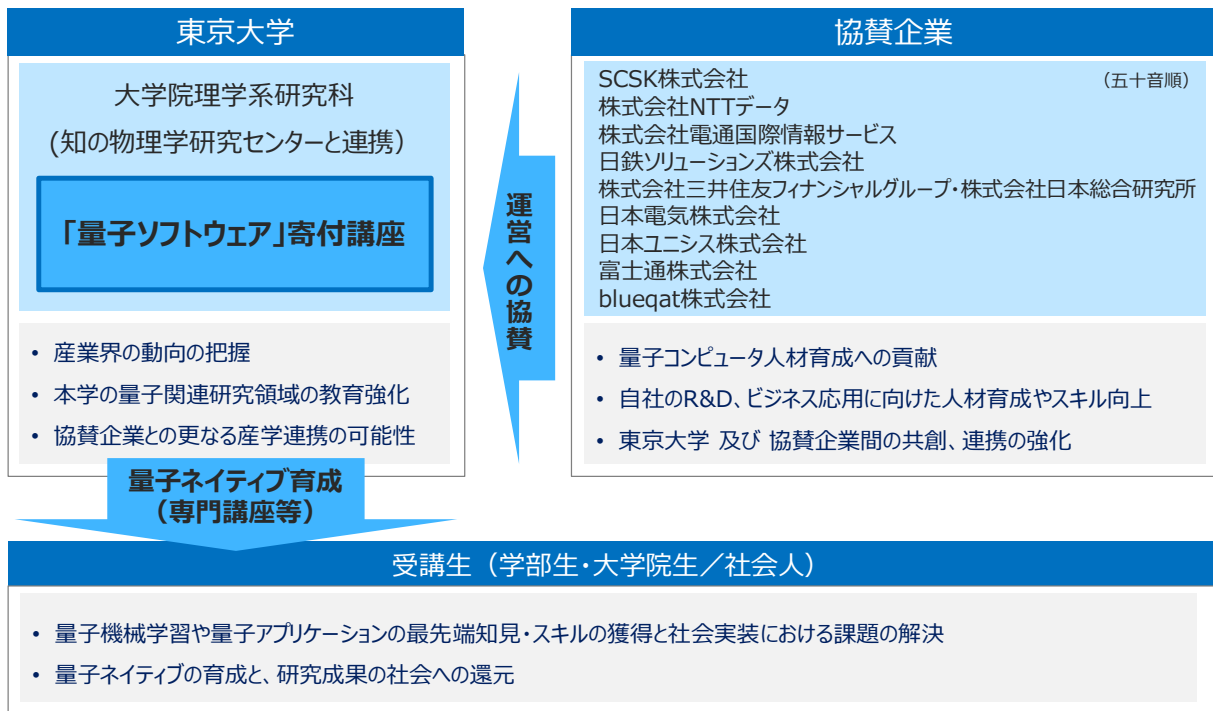 東京大学
大学院理学系研究科
(知の物理学研究センターと連携）
「量子ソフトウェア」寄付講座
• 産業界の動向の把握
• 本学の量子関連研究領域の教育強化
• 協賛企業との更なる産学連携の可能性
運営への協賛
協賛企業
SCSK株式会社 （五十音順）
株式会社NTTデータ
株式会社電通国際情報サービス
日鉄ソリューションズ株式会社
株式会社三井住友フィナンシャルグループ・株式会社日本総合研究所
日本電気株式会社
日本ユニシス株式会社
富士通株式会社
blueqat株式会社
• 量子コンピュータ人材育成への貢献
• 自社のR&D、ビジネス応用に向けた人材育成やスキル向上
• 東京大学 及び 協賛企業間の共創、連携の強化
量子ネイティブ育成
（専門講座等）
受講生（学部生・大学院生／社会人）
• 量子機械学習や量子アプリケーションの最先端知見・スキルの獲得と社会実装における課題の解決
• 量子ネイティブの育成と、研究成果の社会への還元